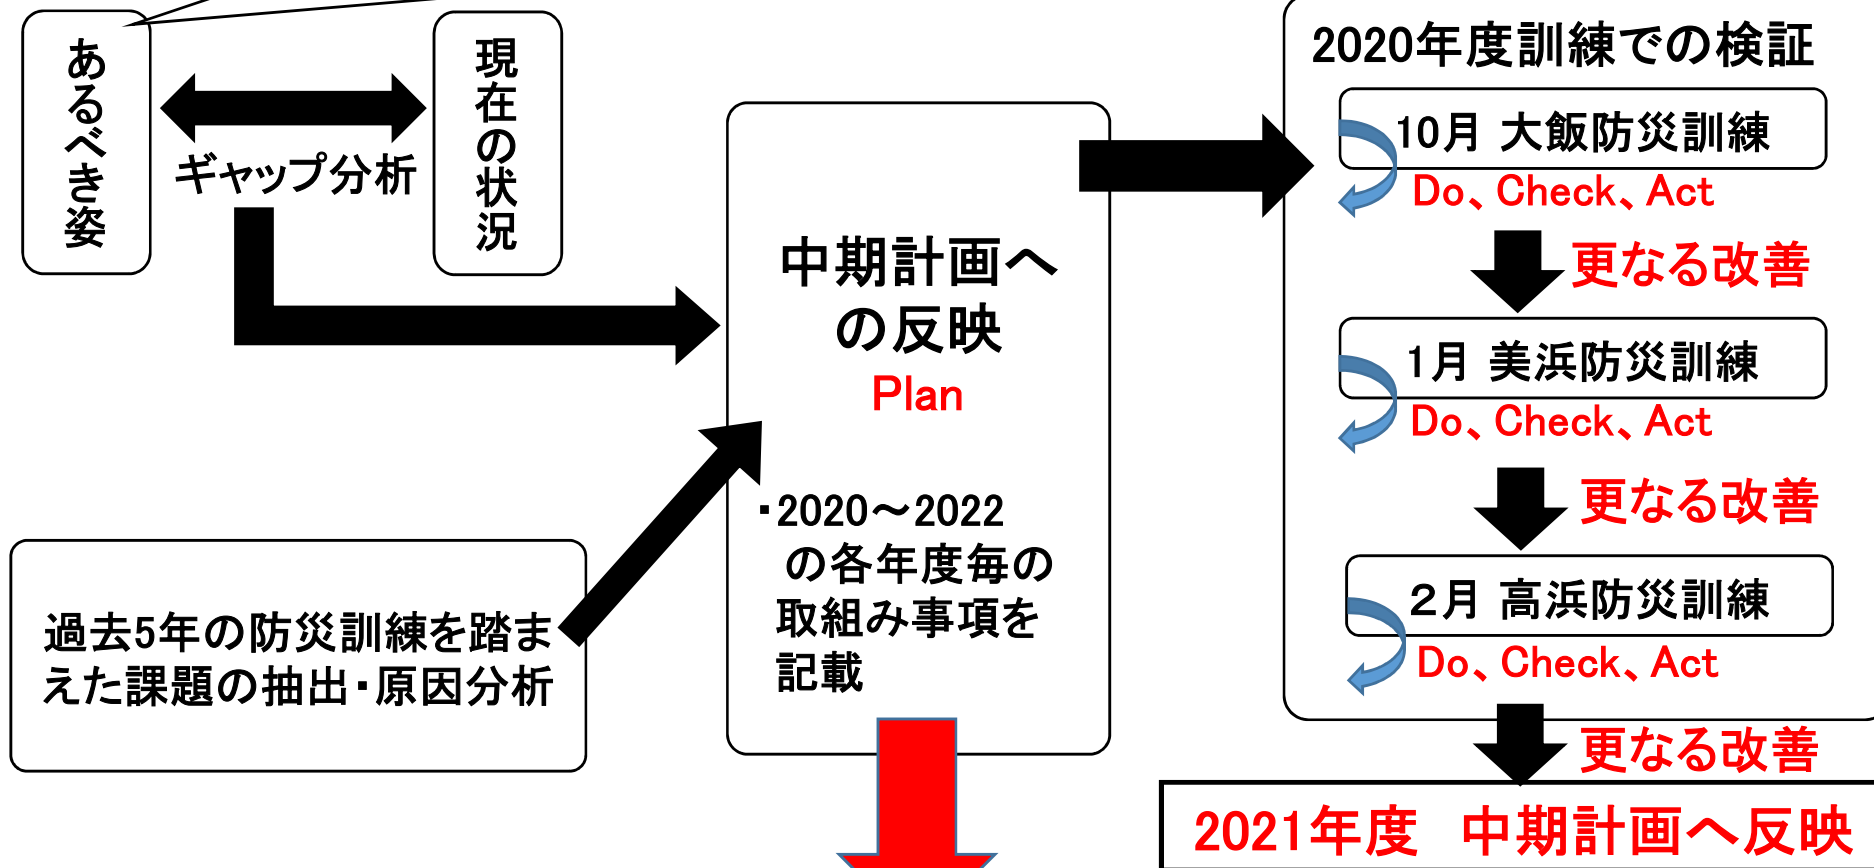 あるべき姿
現在の状況
ギャップ分析
過去5年の防災訓練を踏ま
えた課題の抽出・原因分析
中期計画へ
の反映
Plan
・2020～2022
の各年度毎の
取組み事項を
記載
2020年度訓練での検証
10月 大飯防災訓練
Do、Check、Act
更なる改善
1月 美浜防災訓練
Do、Check、Act
更なる改善
２月 高浜防災訓練
Do、Check、Act
更なる改善
2021年度　中期計画へ反映